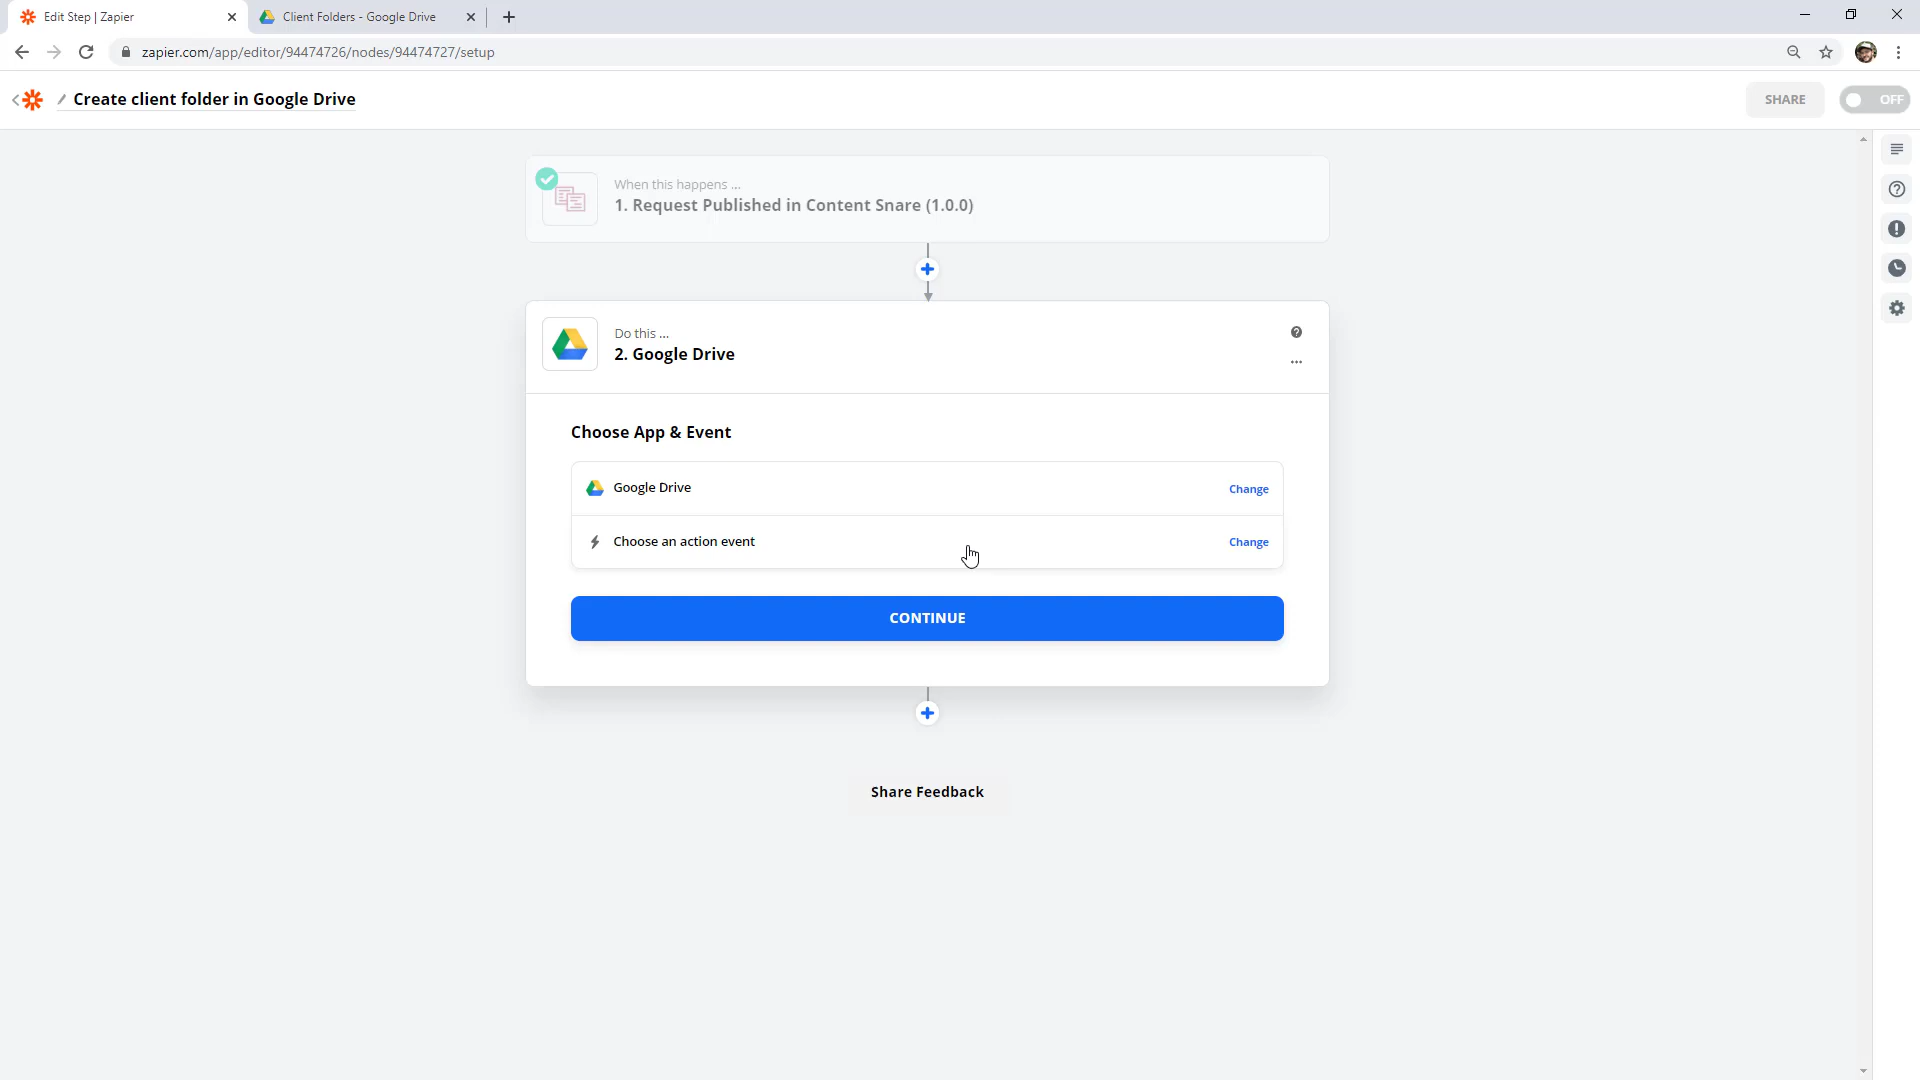 Edit Step | Zapier
Client Folders - Google Drive
zapier.com/app/editor/94474726/nodes/94474727/setup
Create client folder in Google Drive
SHARE
OFF
When this happens ...
1. Request Published in Content Snare (1.0.0)
Do this ...
2. Google Drive
Choose App & Event
Google Drive
Change
Choose an action event
Change
CONTINUE
Share Feedback